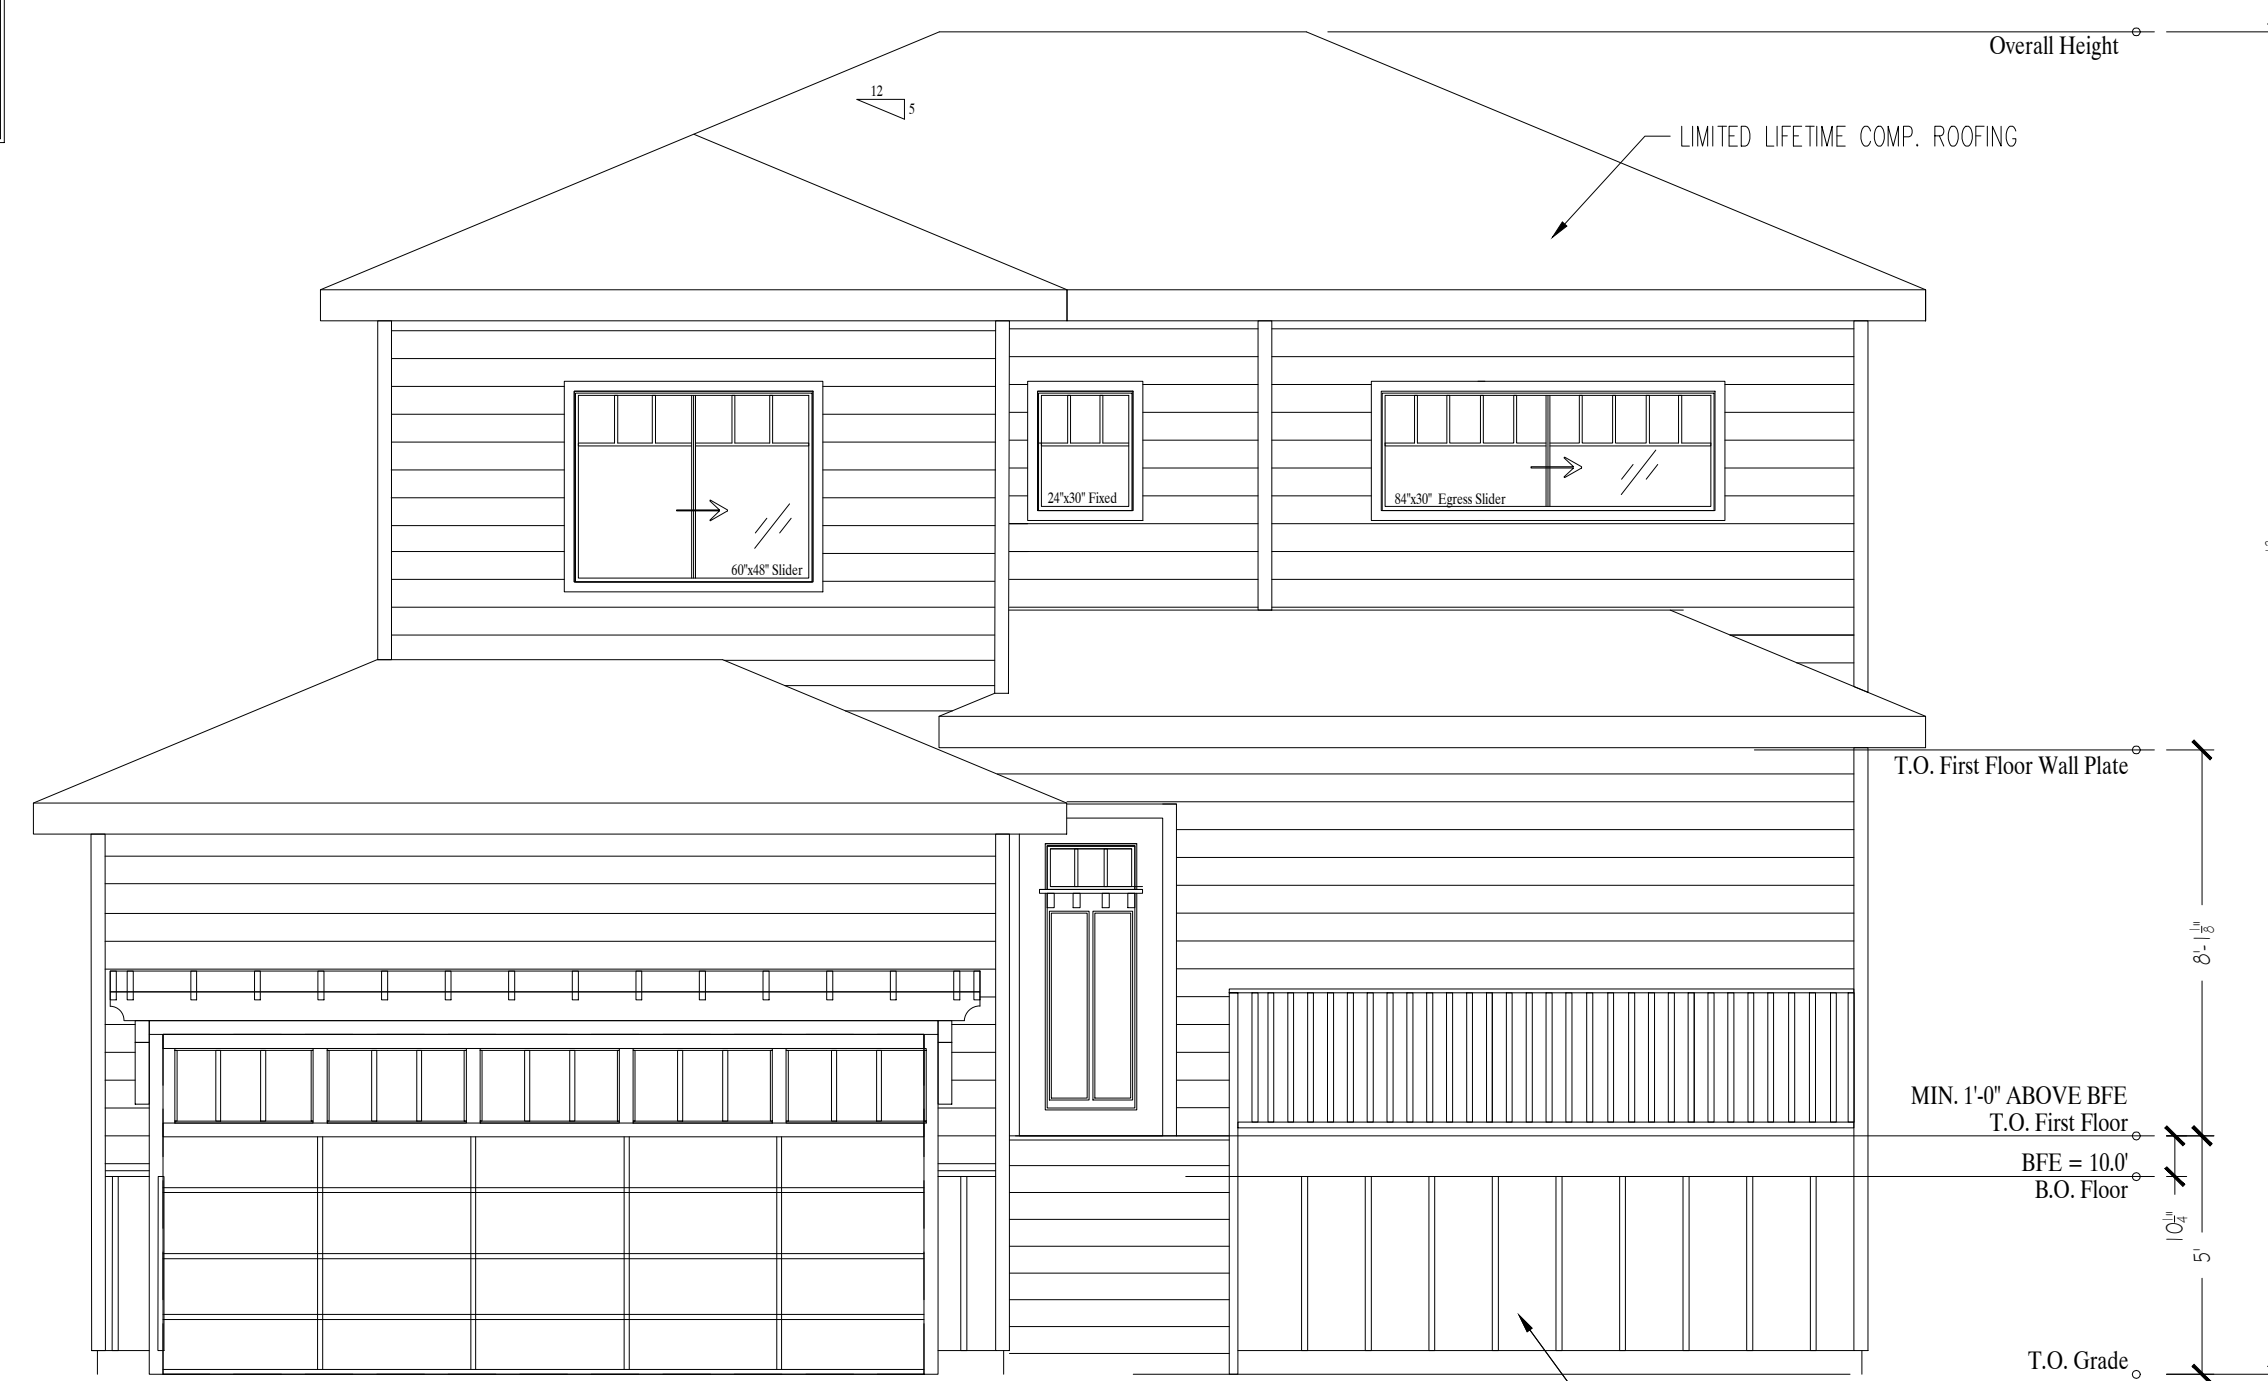 Overall Height
12
5
LIMITED LIFETIME COMP. ROOFING
24"x30" Fixed
84"x30" Egress Slider
60"x48" Slider
T.O. First Floor Wall Plate
8'-1 1/8"
MIN. 1'-0" ABOVE BFE
T.O. First Floor
BFE = 10.0'
B.O. Floor
10 1/4"
5'
T.O. Grade